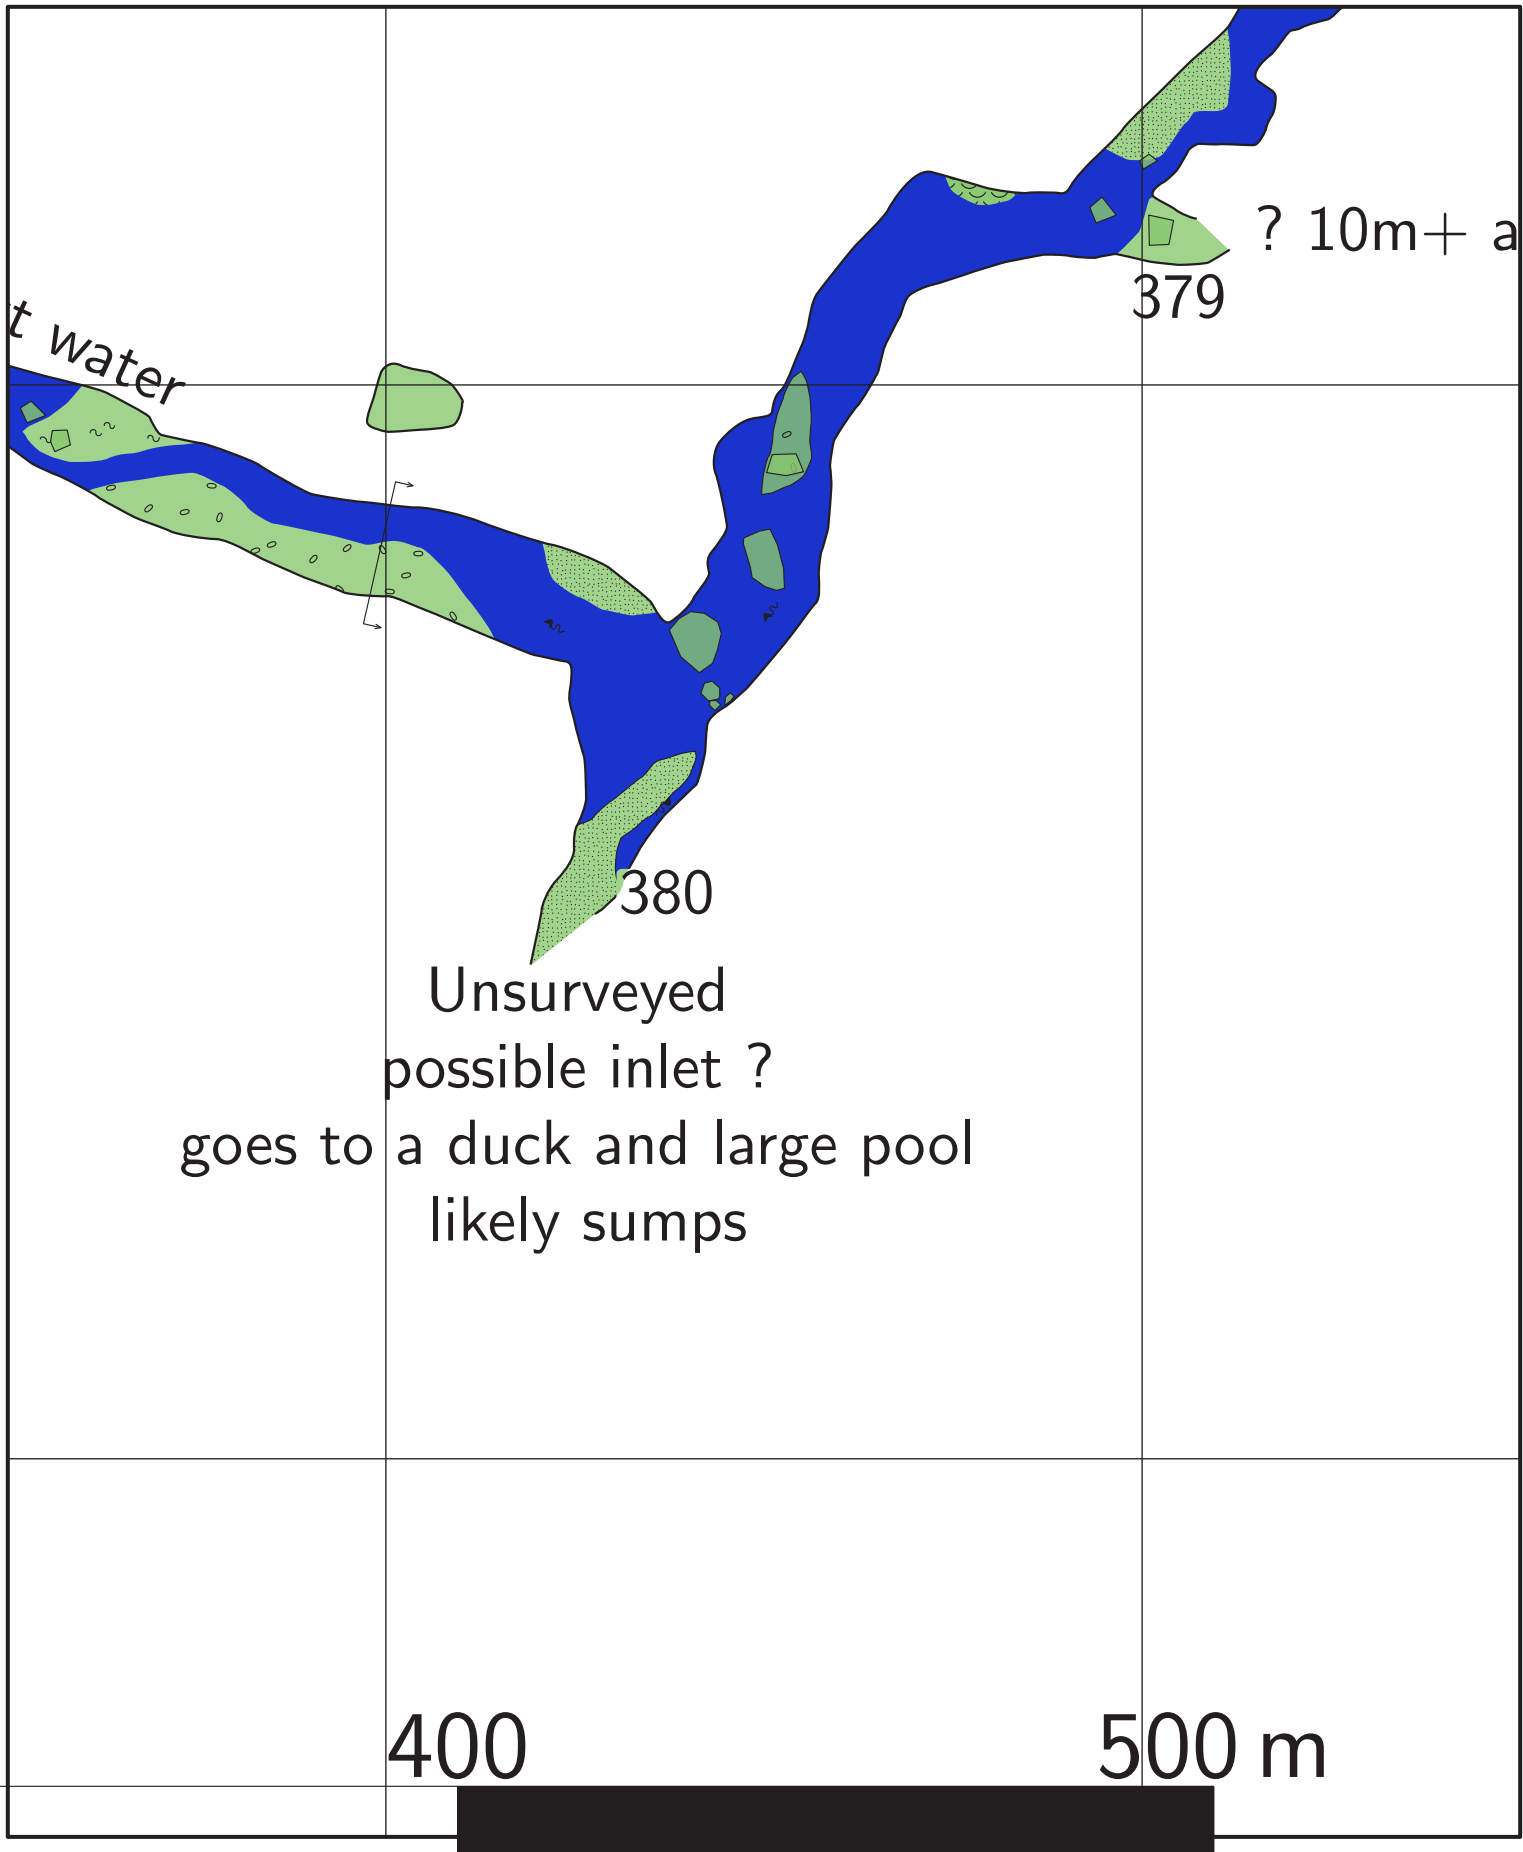 ? 10m+ a
379
t water
380
Unsurveyed
possible inlet ?
goes to a duck and large pool
likely sumps
400
500 m